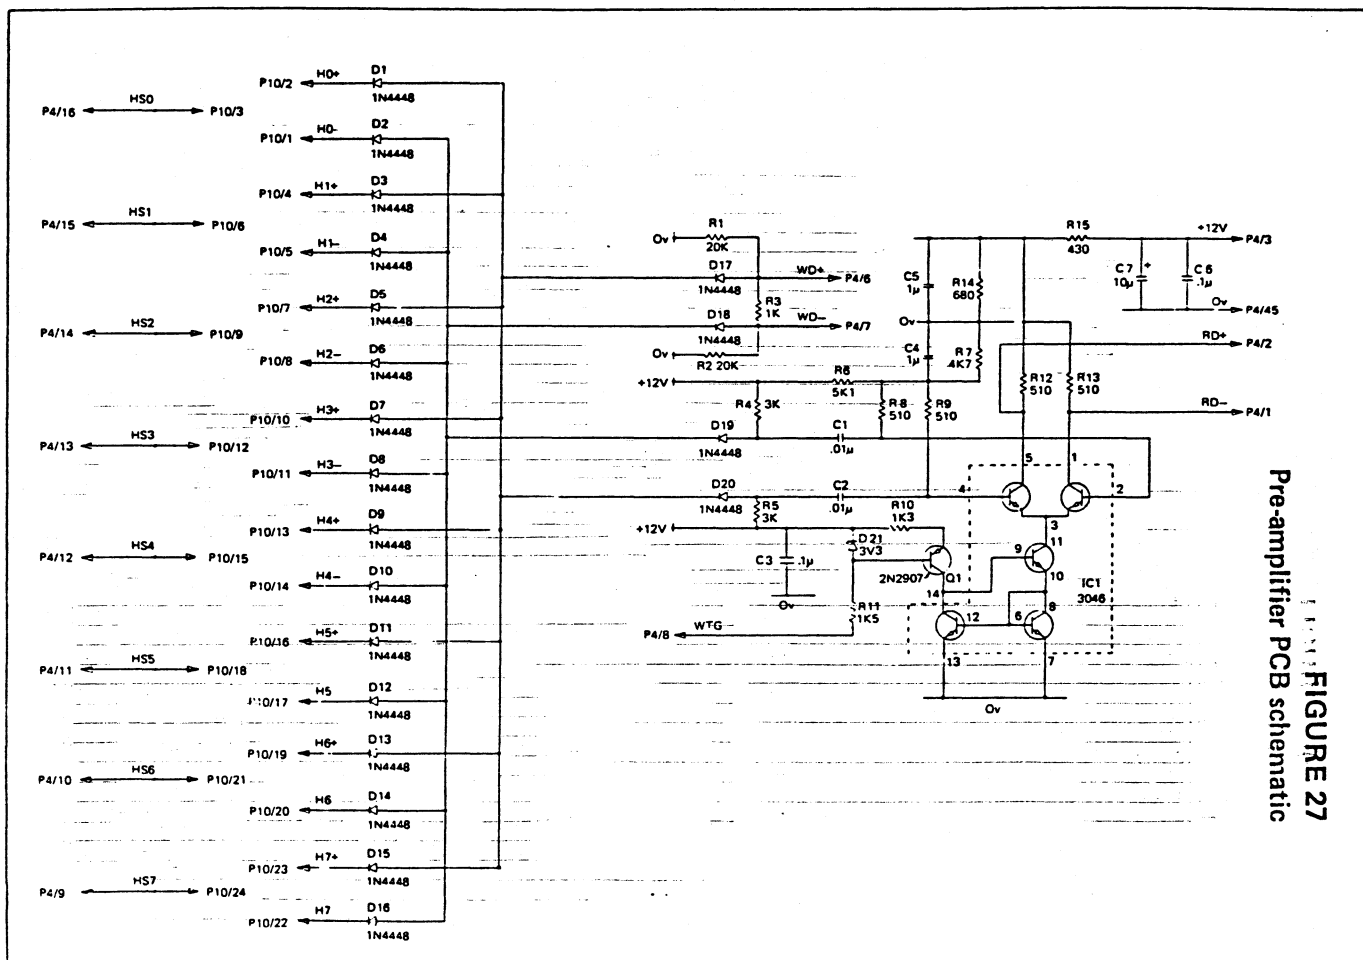 P10/2 H0+ D1
1N4448
P4/16 HS0 P10/3
P10/1 H0- D2
1N4448
P10/4 H1+ D3
1N4448
P4/15 HS1 P10/6
P10/5 H1- D4
1N4448
P10/7 H2+ D5
1N4448
P4/14 HS2 P10/9
P10/8 H2- D6
1N4448
P10/10 H3+ D7
1N4448
P4/13 HS3 P10/12
P10/11 H3- D8
1N4448
P10/13 H4+ D9
1N4448
P4/12 HS4 P10/15
P10/14 H4- D10
1N4448
P10/16 H5+ D11
1N4448
P4/11 HS5 P10/18
P10/17 H5 D12
1N4448
P10/19 H6+ D13
1N4448
P4/10 HS6 P10/21
P10/20 H6 D14
1N4448
P10/23 H7+ D15
1N4448
P4/9 HS7 P10/24
P10/22 H7 D16
1N4448
R1
Ov 20K
D17 WD+ P4/6
1N4448
R3
1K
D18 WD- P4/7
1N4448
Ov
R2 20K
+12V R6
5K1
R4 3K
R8
510
R9
510
D19 C1
1N4448 .01μ
D20 C2
1N4448 .01μ
R5
3K
R10
1K3
+12V
C3 .1μ
Ov
D21
3V3
2N2907 Q1
R11
1K5
P4/8 WTG
C5
1μ
R14
680
Ov
C4
1μ
R7
4K7
R15
430
+12V P4/3
C7 +
10μ
C6
.1μ
Ov P4/45
RD+ P4/2
R12
510
R13
510
RD- P4/1
5 1
4 2
3
9 11
10
IC1
3046
14
12 6 8
13 7
Ov
FIGURE 27
Pre-amplifier PCB schematic